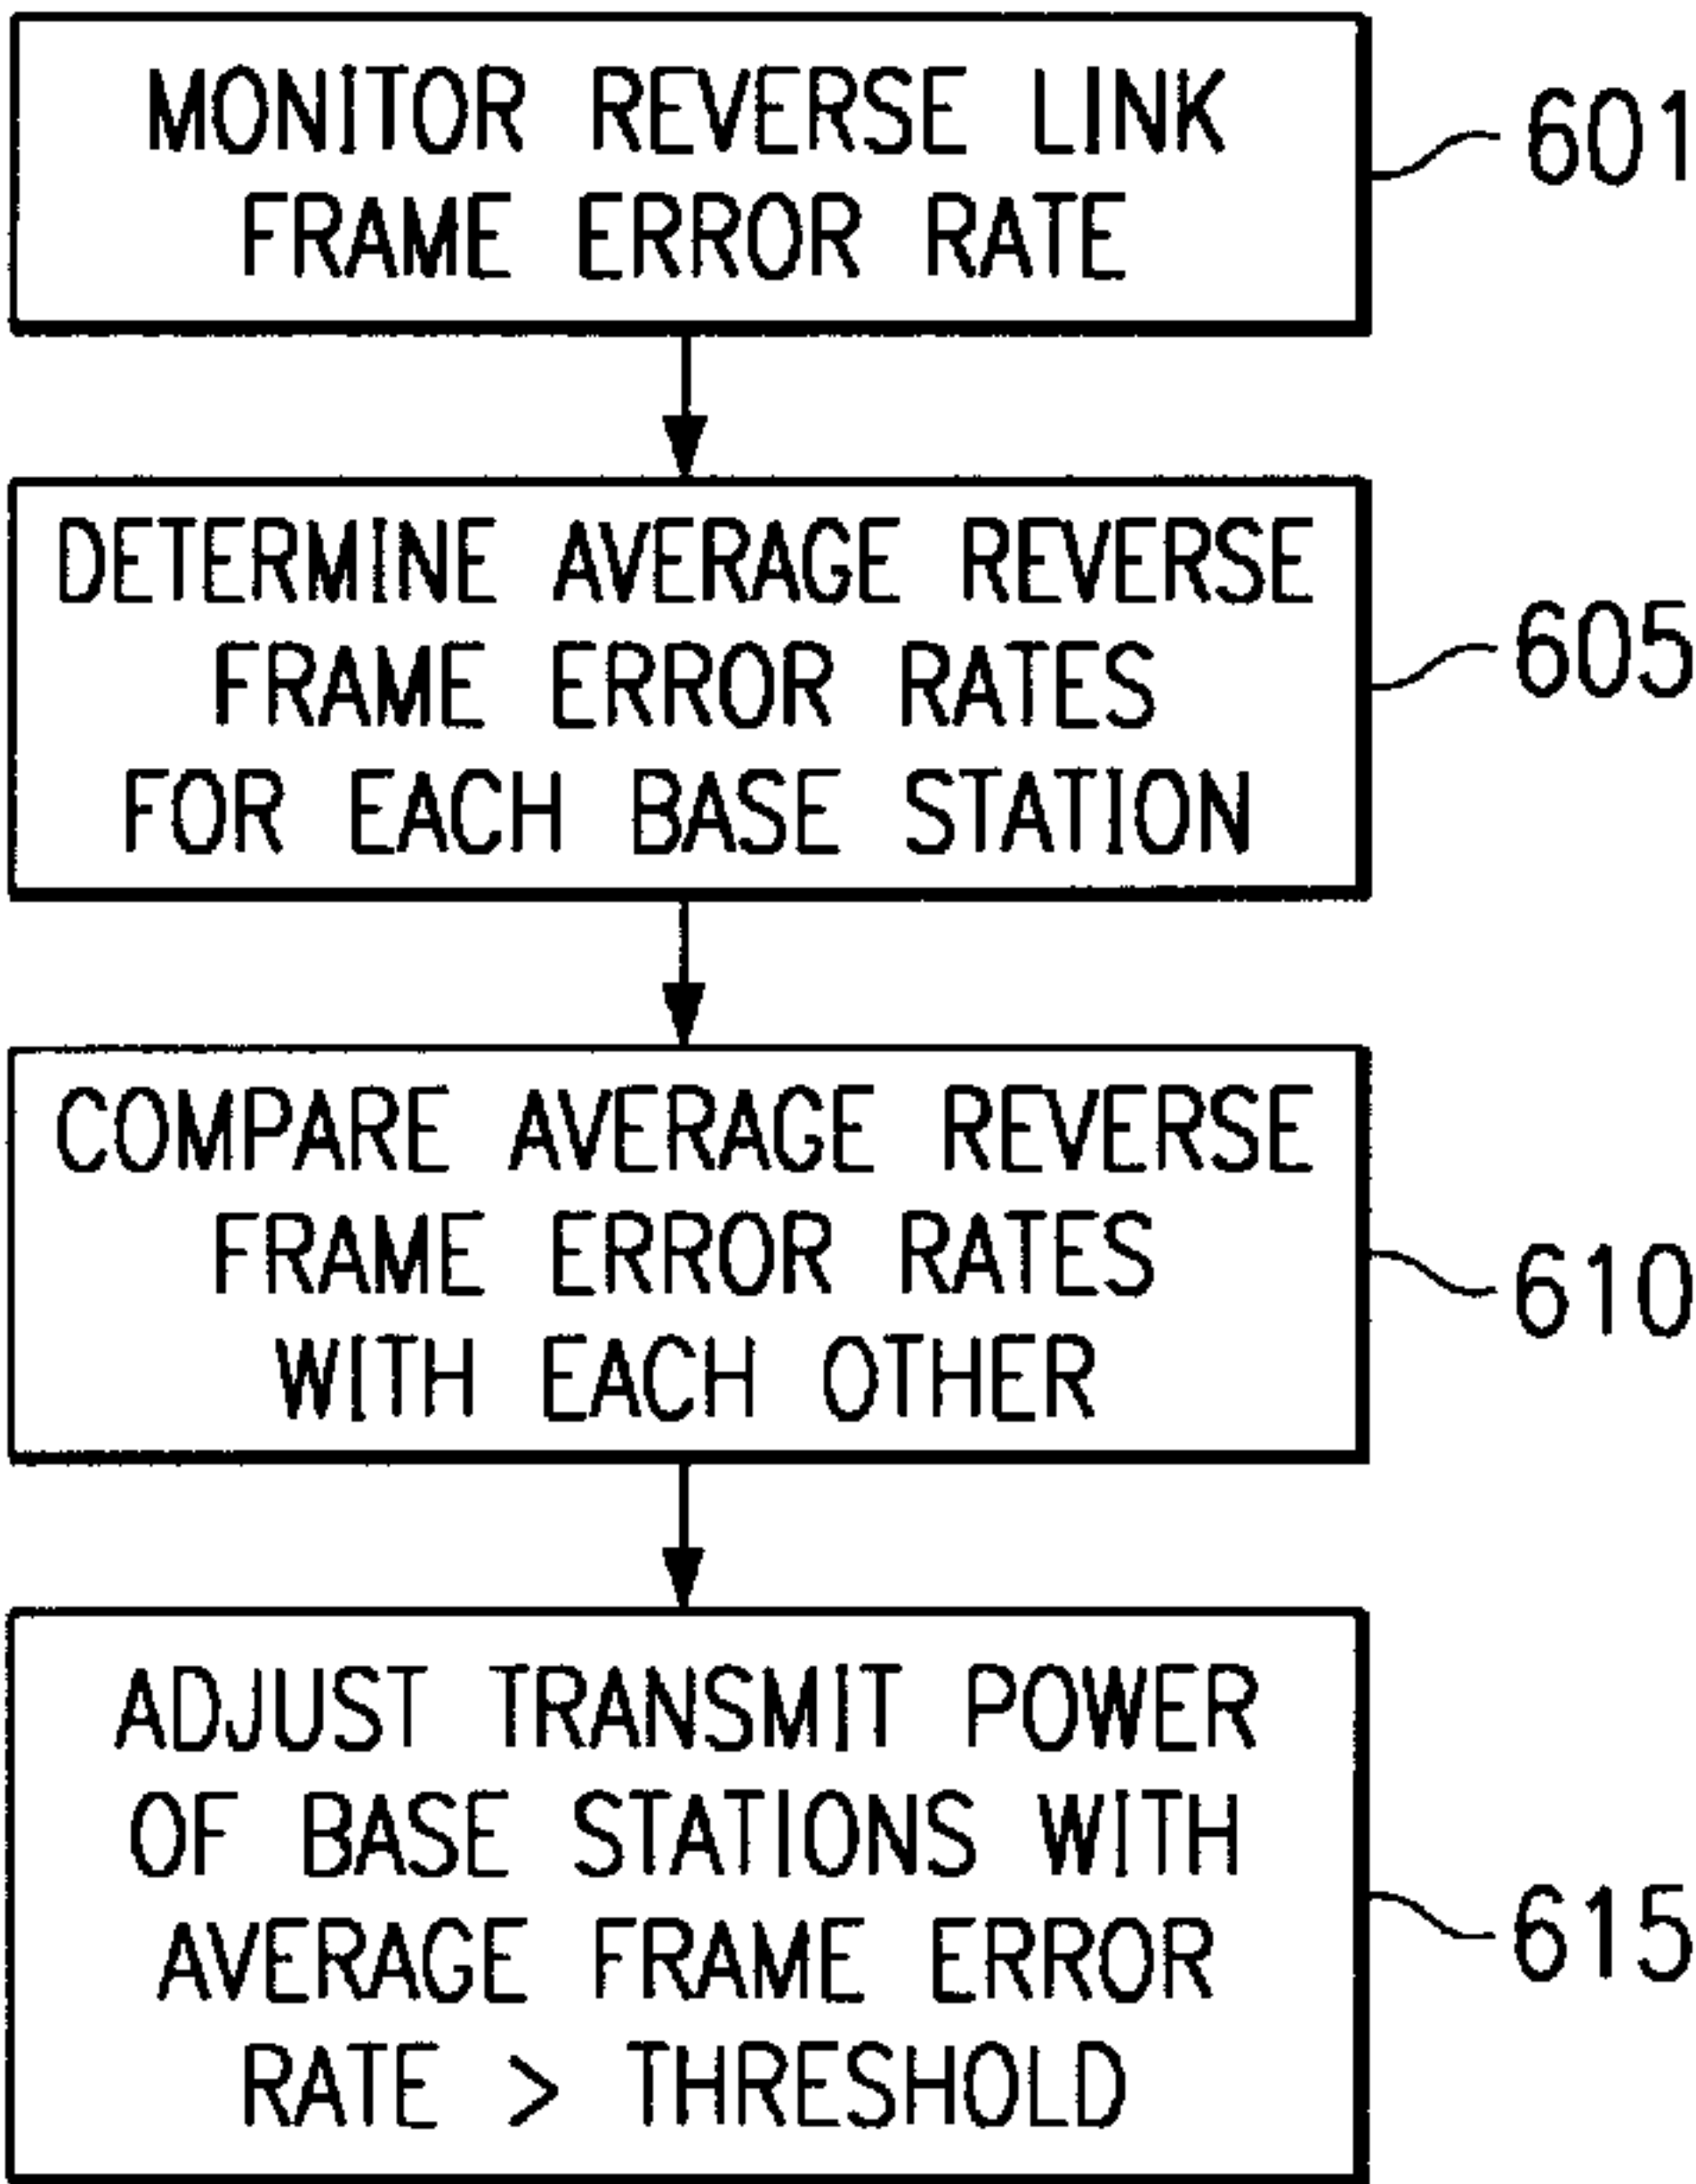 MONITOR REVERSE LINK
FRAME ERROR RATE
601
DETERMINE AVERAGE REVERSE
FRAME ERROR RATES
FOR EACH BASE STATION
605
COMPARE AVERAGE REVERSE
FRAME ERROR RATES
WITH EACH OTHER
610
ADJUST TRANSMIT POWER
OF BASE STATIONS WITH
AVERAGE FRAME ERROR
RATE > THRESHOLD
615